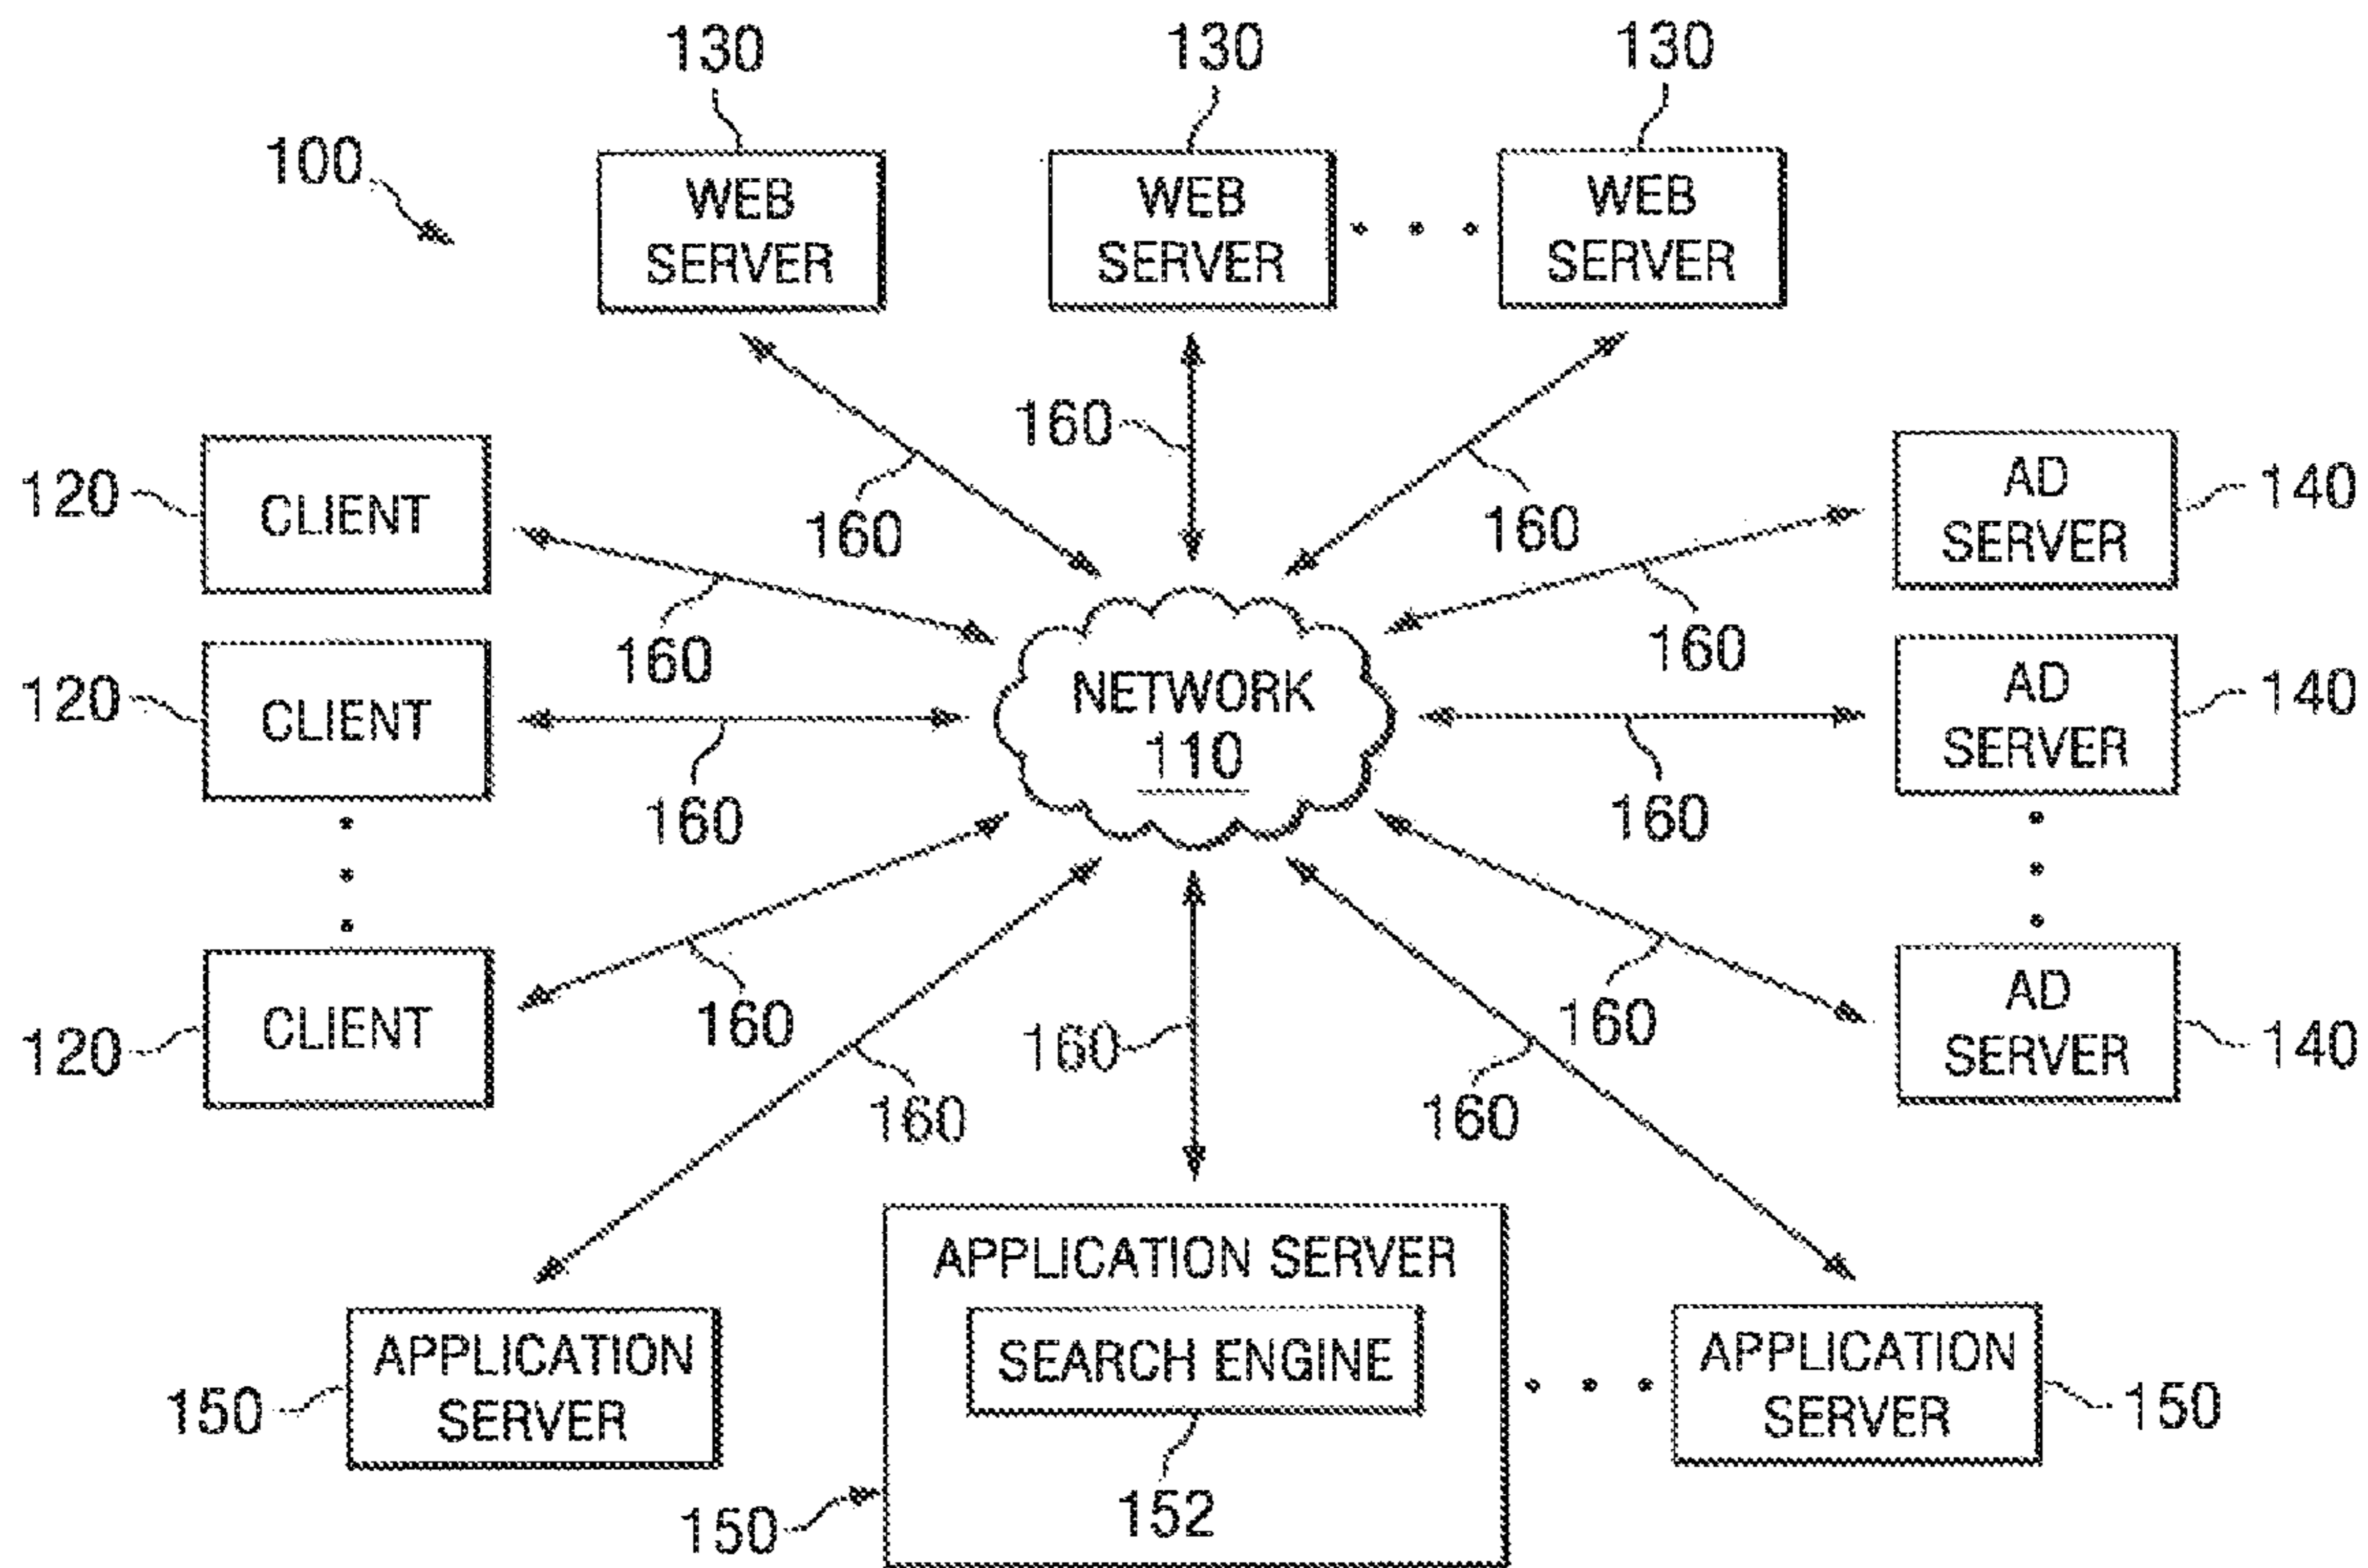 130
130
130
100
WEB
SERVER
WEB
SERVER
WEB
SERVER
160
160
160
120
CLIENT
AD
SERVER
140
160
160
120
CLIENT
NETWORK
110
AD
SERVER
140
160
160
120
CLIENT
160
160
160
160
160
AD
SERVER
140
APPLICATION
SERVER
150
APPLICATION SERVER
SEARCH ENGINE
152
150
APPLICATION
SERVER
150